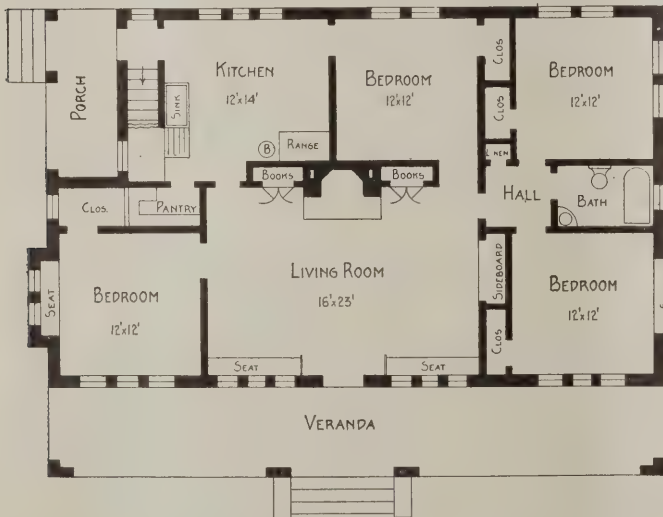 PORCH
SINK
KITCHEN
12'x14'
B
RANGE
BEDROOM
12'x12'
CLOS
CLOS
BEDROOM
12'x12'
BOOKS
BOOKS
HALL
BATH
CLOS.
PANTRY
SEAT
BEDROOM
12'x12'
LIVING ROOM
16'x23'
SIDEBOARD
BEDROOM
12'x12'
CLOS
SEAT
SEAT
VERANDA